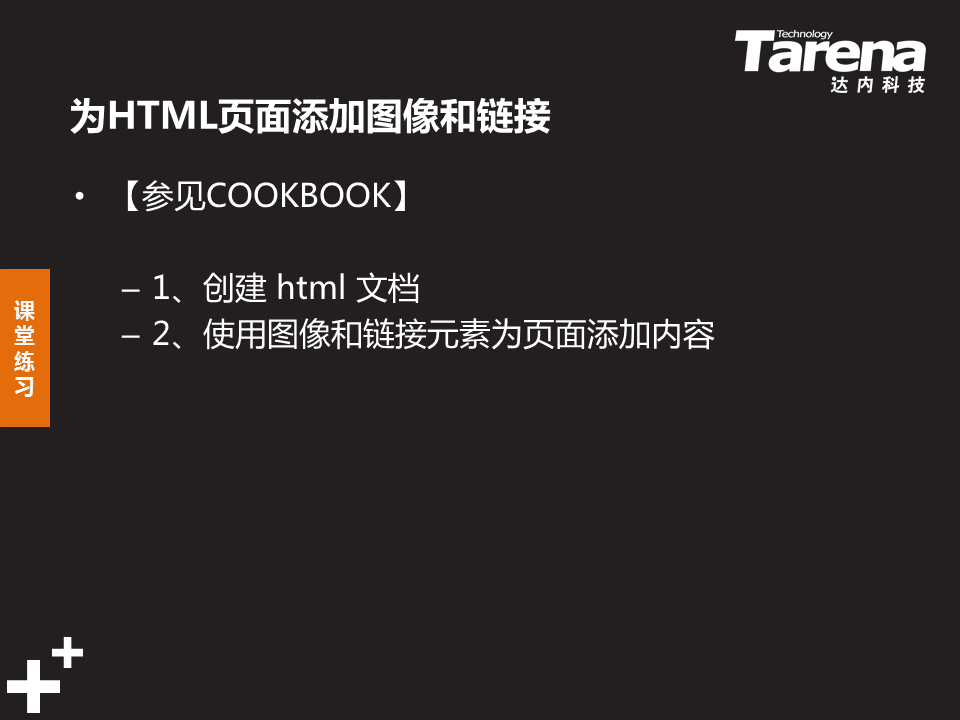 Technology
Tarena
达内科技
为HTML页面添加图像和链接
• 【参见COOKBOOK】
– 1、创建 html 文档
– 2、使用图像和链接元素为页面添加内容
课堂练习